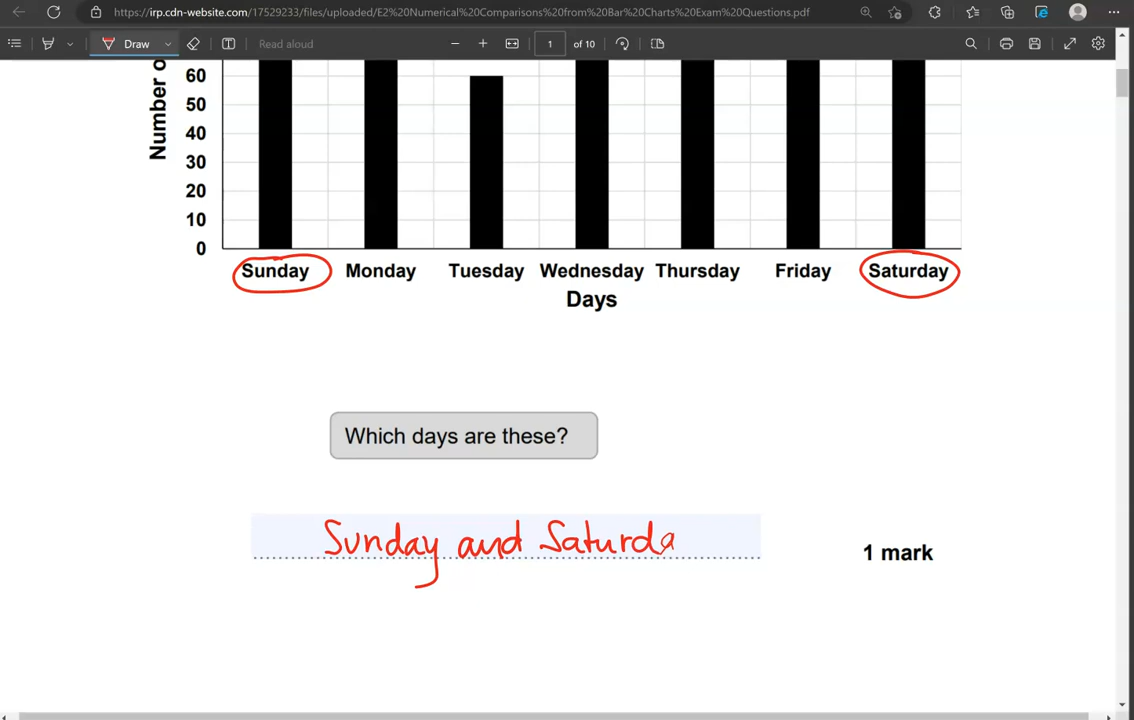 https://irp.cdn-website.com/17529233/files/uploaded/E2%20Numerical%20Comparisons%20from%20Bar%20Charts%20Exam%20Questions.pdf
Draw Read aloud 1 of 10
Number o
60
50
40
30
20
10
0
Sunday Monday Tuesday Wednesday Thursday Friday Saturday
Days
Which days are these?
Sunday and Saturda
1 mark